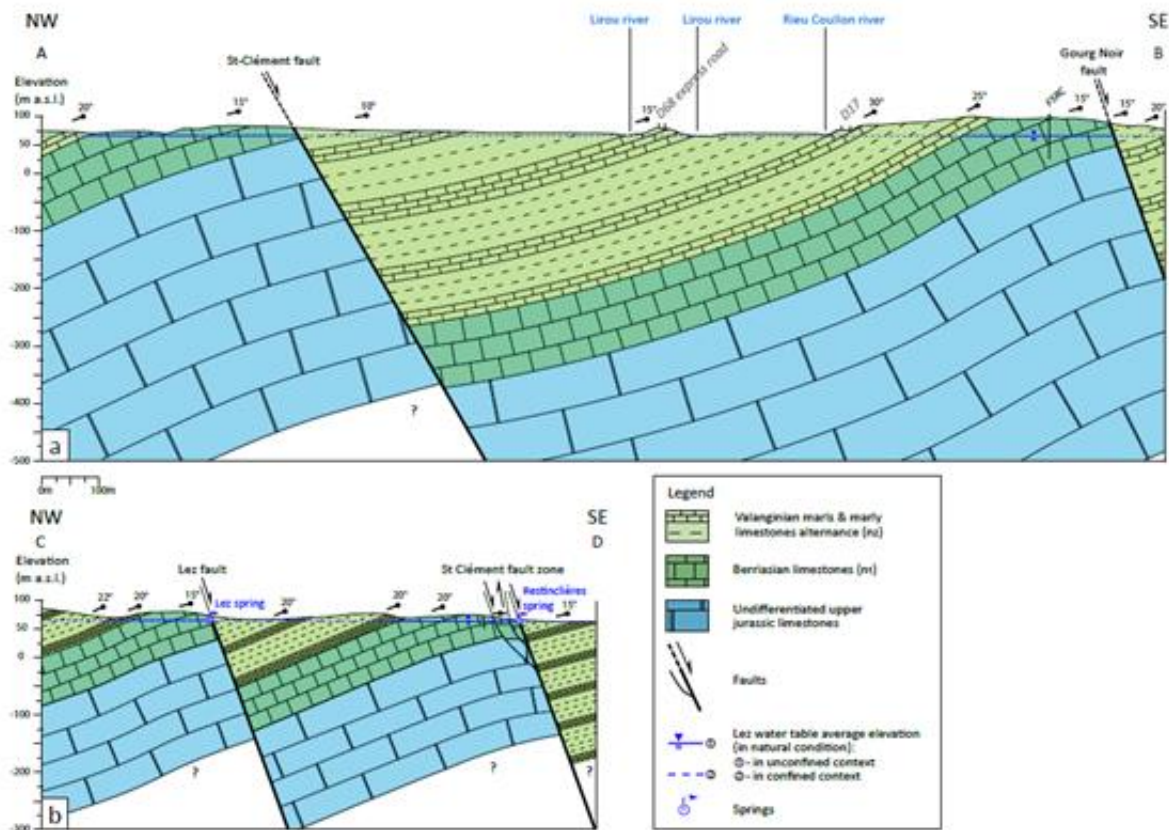 NW
SE
A
B
Lirou river
Lirou river
Rieu Coulon river
St-Clément fault
Gourg Noir
fault
Elevation
(m a.s.l.)
20°
15°
10°
15°
D68 express road
D17
30°
25°
15°
15°
20°
100
50
0
-100
-200
-300
-400
-500
?
a
0m
100m
NW
SE
C
D
Elevation
(m a.s.l.)
Lez fault
St Clément fault zone
Lez spring
Restinclières
spring
22°
20°
15°
20°
20°
20°
15°
100
50
0
-100
-200
-300
?
?
?
b
Legend
Valanginian marls & marly
limestones alternance (n2)
Berriasian limestones (n1)
Undifferentiated upper
jurassic limestones
Faults
Lez water table average elevation
(in natural condition):
①- in unconfined context
②- in confined context
Springs